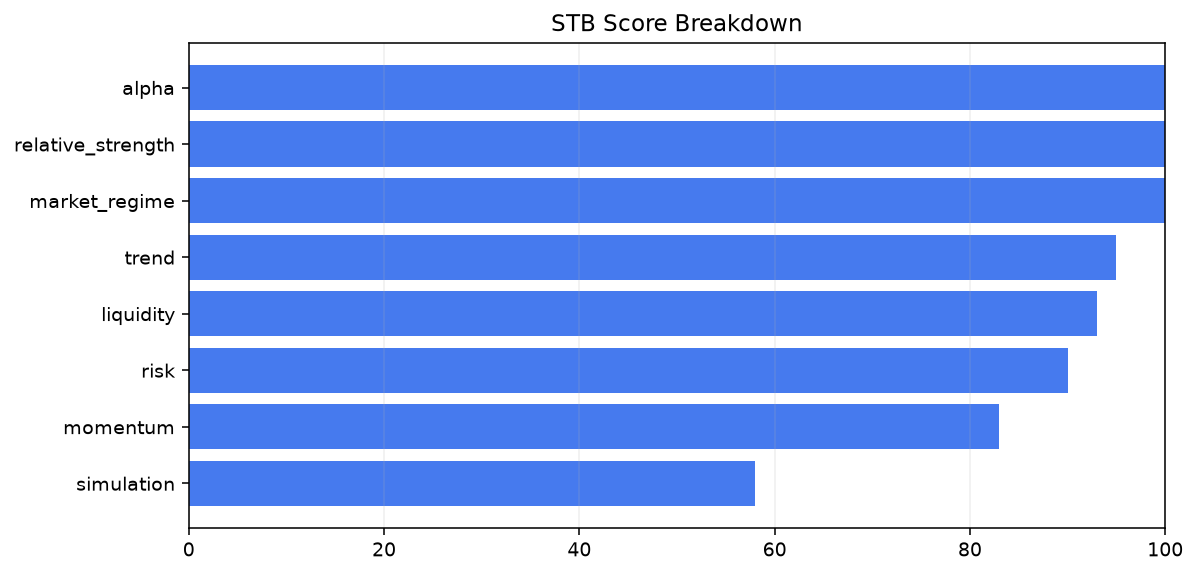 STB Score Breakdown
alpha
relative_strength
market_regime
trend
liquidity
risk
momentum
simulation
0 20 40 60 80 100